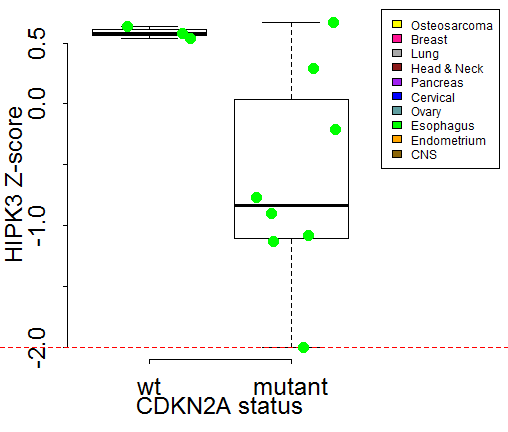 HIPK3 Z-score
0.5
0.0
-1.0
-2.0
Osteosarcoma
Breast
Lung
Head & Neck
Pancreas
Cervical
Ovary
Esophagus
Endometrium
CNS
wt mutant
CDKN2A status